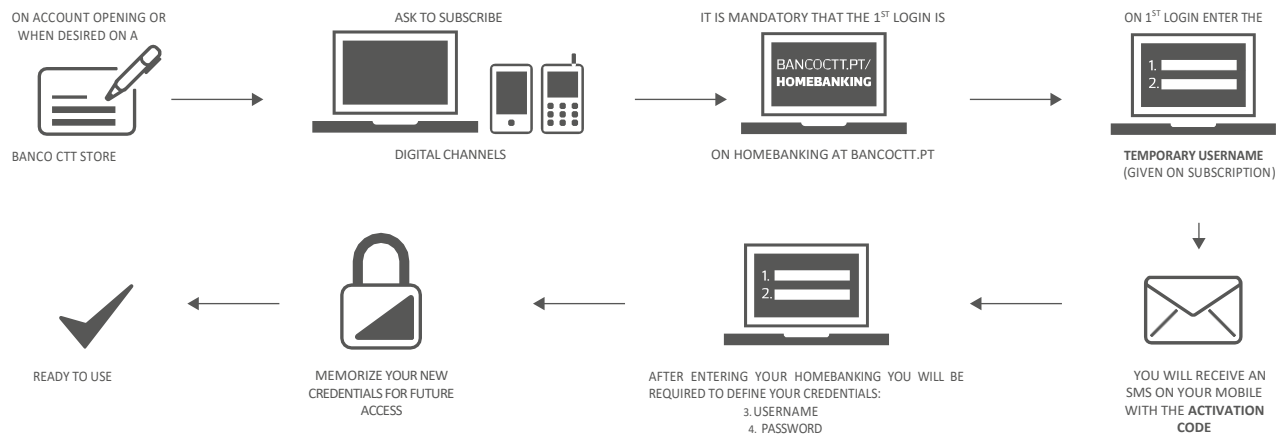 ON ACCOUNT OPENING OR
WHEN DESIRED ON A
BANCO CTT STORE
ASK TO SUBSCRIBE
DIGITAL CHANNELS
IT IS MANDATORY THAT THE 1ST LOGIN IS
BANCOCTT.PT/
HOMEBANKING
ON HOMEBANKING AT BANCOCTT.PT
ON 1ST LOGIN ENTER THE
1.
2.
TEMPORARY USERNAME
(GIVEN ON SUBSCRIPTION)
YOU WILL RECEIVE AN
SMS ON YOUR MOBILE
WITH THE ACTIVATION
CODE
1.
2.
AFTER ENTERING YOUR HOMEBANKING YOU WILL BE
REQUIRED TO DEFINE YOUR CREDENTIALS:
3. USERNAME
4. PASSWORD
MEMORIZE YOUR NEW
CREDENTIALS FOR FUTURE
ACCESS
READY TO USE